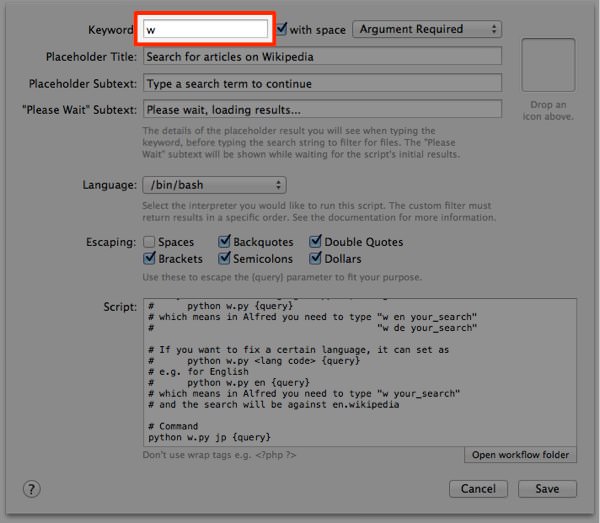 Keyword: w with space Argument Required
Placeholder Title: Search for articles on Wikipedia
Placeholder Subtext: Type a search term to continue
"Please Wait" Subtext: Please wait, loading results...
Drop an
icon above.
The details of the placeholder result you will see when typing the
keyword, before typing the search string to filter for files. The "Please
Wait" subtext will be shown while waiting for the script's initial results.
Language: /bin/bash
Select the interpreter you would like to run this script. The custom filter must
return results in a specific order. See the documentation for more information.
Escaping: Spaces Backquotes Double Quotes
Brackets Semicolons Dollars
Use these to escape the {query} parameter to fit your purpose.
Script:
# python w.py {query}
# which means in Alfred you need to type "w en your_search"
# "w de your_search"
# If you want to fix a certain language, it can set as
# python w.py <lang code> {query}
# e.g. for English
# python w.py en {query}
# which means in Alfred you need to type "w your_search"
# and the search will be against en.wikipedia
# Command
python w.py jp {query}
Don't use wrap tags e.g. <?php ?>
Open workflow folder
? Cancel Save